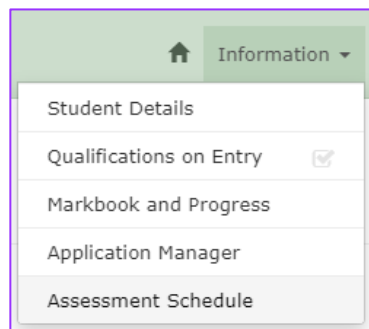 Information
Student Details
Qualifications on Entry
Markbook and Progress
Application Manager
Assessment Schedule